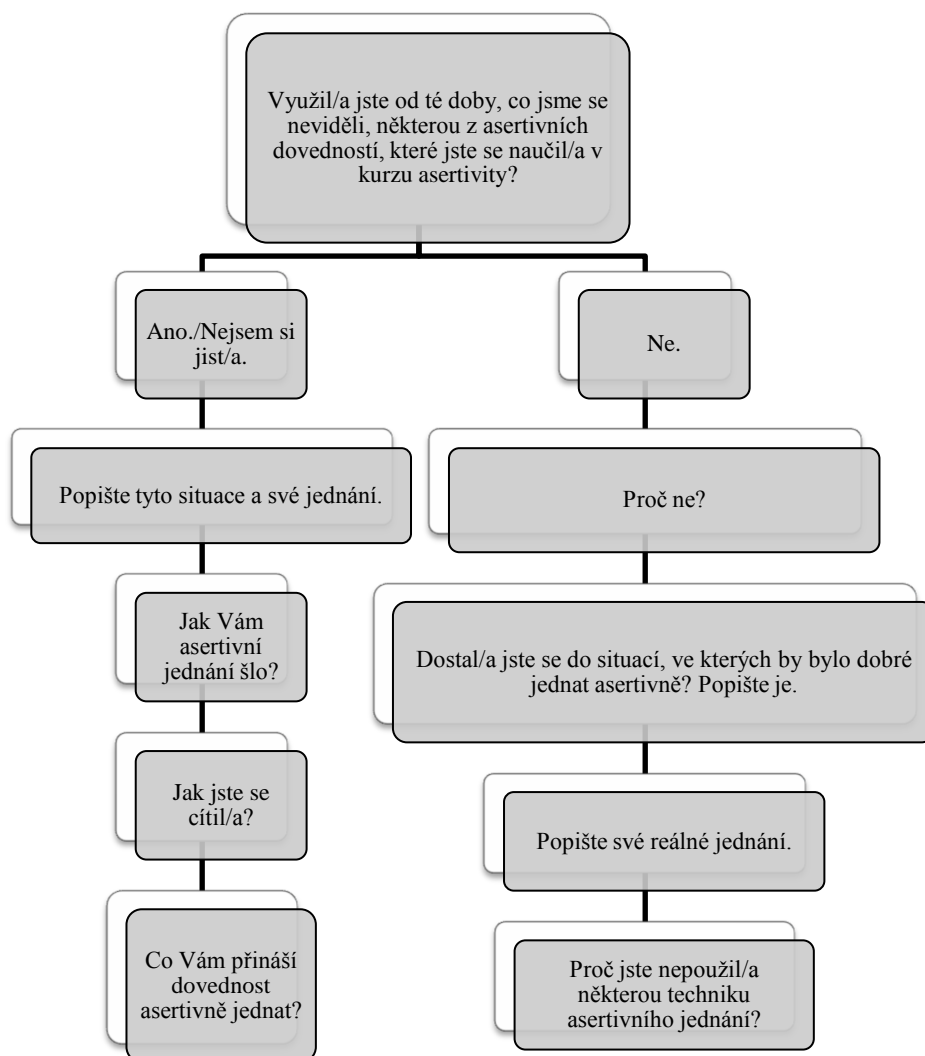 Využil/a jste od té doby, co jsme se
neviděli, některou z asertivních
dovedností, které jste se naučil/a v
kurzu asertivity?
Ano./Nejsem si
jist/a.
Ne.
Popište tyto situace a své jednání.
Proč ne?
Jak Vám
asertivní
jednání šlo?
Dostal/a jste se do situací, ve kterých by bylo dobré
jednat asertivně? Popište je.
Jak jste se
cítil/a?
Popište své reálné jednání.
Co Vám přináší
dovednost
asertivně jednat?
Proč jste nepoužil/a
některou techniku
asertivního jednání?